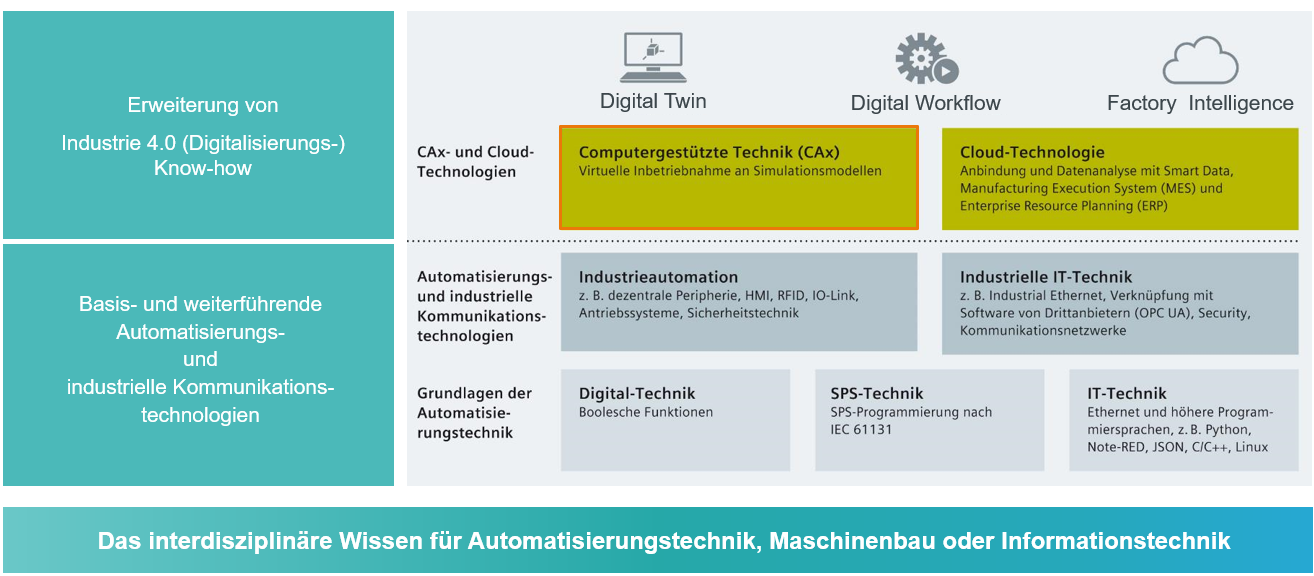 Erweiterung von
Industrie 4.0 (Digitalisierungs-)
Know-how
Basis- und weiterführende
Automatisierungs-
und
industrielle Kommunikations-
technologien
Digital Twin
Digital Workflow
Factory Intelligence
CAx- und Cloud-
Technologien
Computergestützte Technik (CAx)
Virtuelle Inbetriebnahme an Simulationsmodellen
Cloud-Technologie
Anbindung und Datenanalyse mit Smart Data,
Manufacturing Execution System (MES) und
Enterprise Resource Planning (ERP)
Automatisierungs-
und industrielle
Kommunikations-
technologien
Industrieautomation
z. B. dezentrale Peripherie, HMI, RFID, IO-Link,
Antriebssysteme, Sicherheitstechnik
Industrielle IT-Technik
z. B. Industrial Ethernet, Verknüpfung mit
Software von Drittanbietern (OPC UA), Security,
Kommunikationsnetzwerke
Grundlagen der
Automatisie-
rungstechnik
Digital-Technik
Boolesche Funktionen
SPS-Technik
SPS-Programmierung nach
IEC 61131
IT-Technik
Ethernet und höhere Program-
miersprachen, z. B. Python,
Note-RED, JSON, C/C++, Linux
Das interdisziplinäre Wissen für Automatisierungstechnik, Maschinenbau oder Informationstechnik